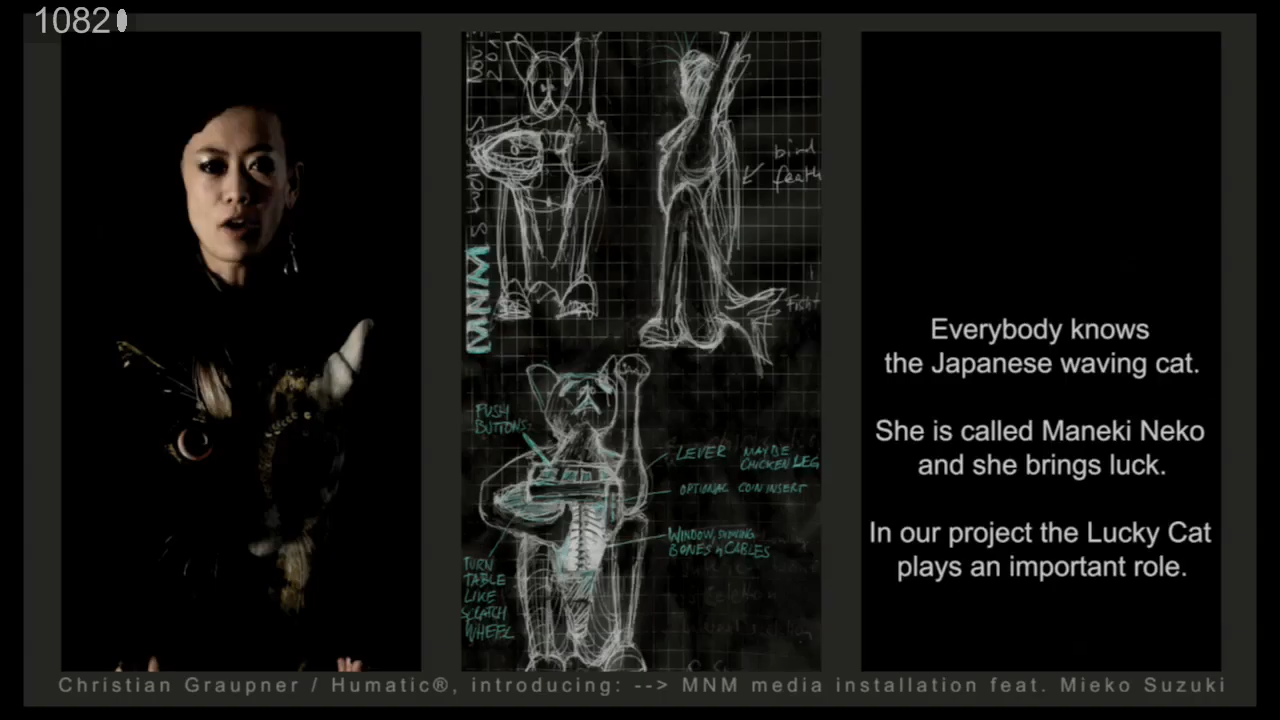 1082
NOV
MNM
bird
feath
PUSH
BUTTONS
LEVER
MAYBE
CHICKEN LEG
OPTIONAL COIN INSERT
WINDOW, SHOWING
BONES & CABLES
TURN
TABLE
LIKE
SCRATCH
WHEEL
Everybody knows
the Japanese waving cat.
She is called Maneki Neko
and she brings luck.
In our project the Lucky Cat
plays an important role.
Christian Graupner / Humatic®, introducing: --> MNM media installation feat. Mieko Suzuki